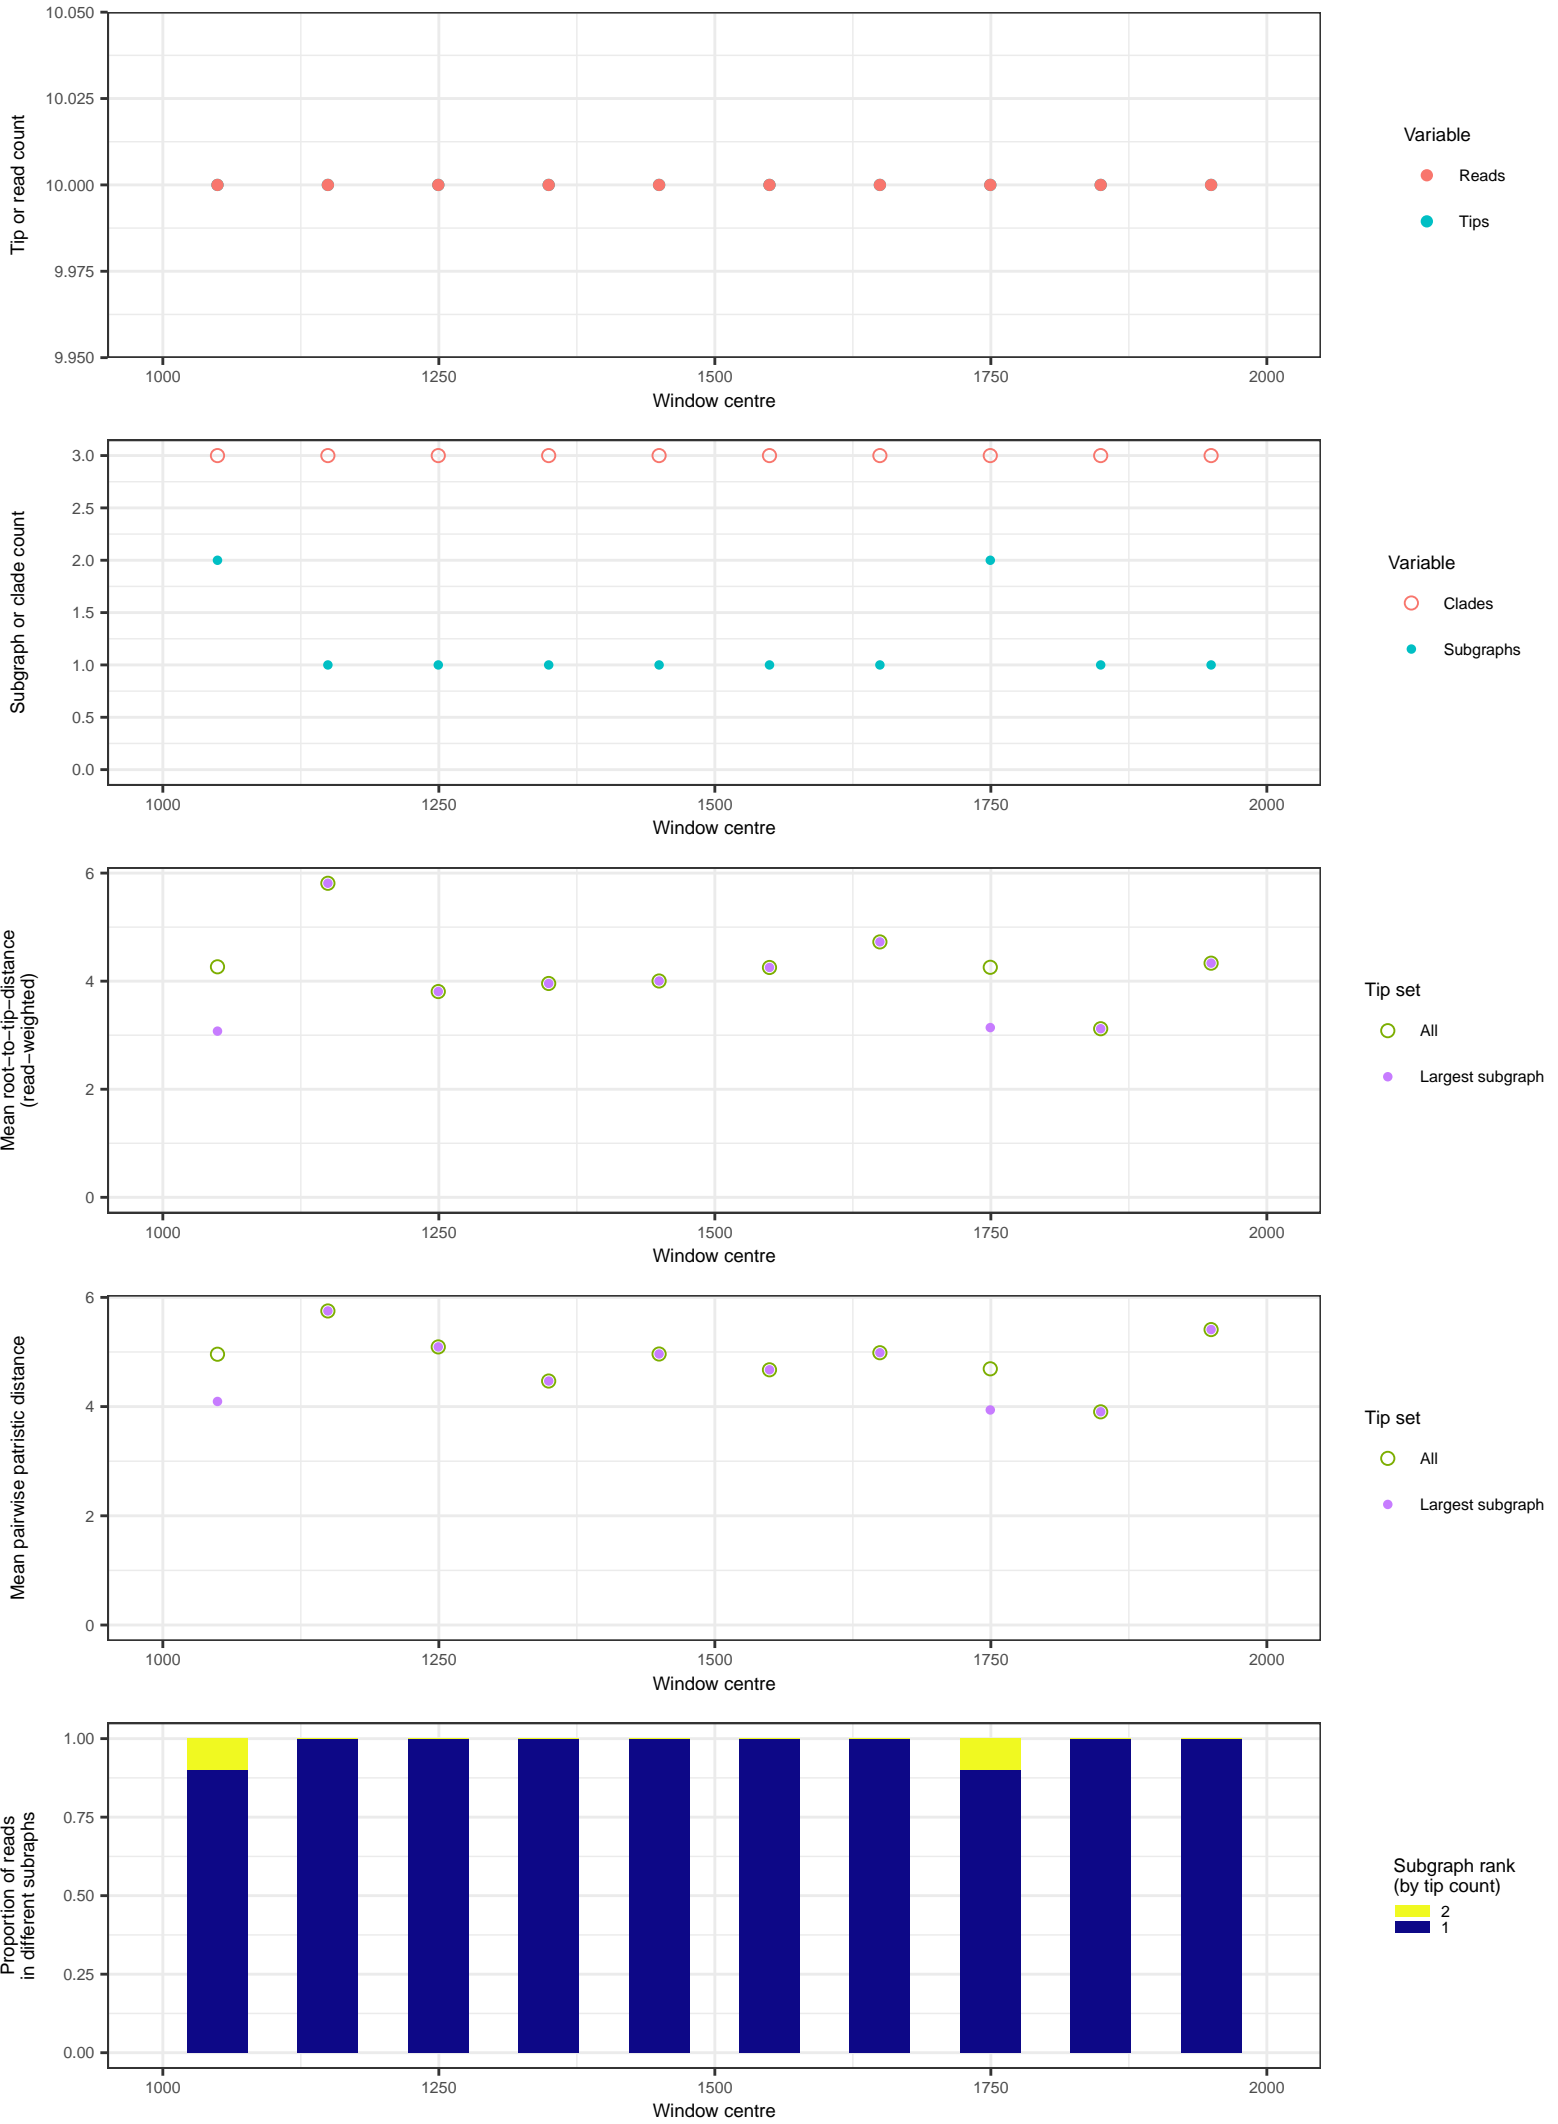 10.050
10.025
10.000
9.975
9.950
Tip or read count
1000 1250 1500 1750 2000
Window centre
Variable
Reads
Tips
3.0
2.5
2.0
1.5
1.0
0.5
0.0
Subgraph or clade count
1000 1250 1500 1750 2000
Window centre
Variable
Clades
Subgraphs
6
4
2
0
Mean root−to−tip−distance
(read−weighted)
1000 1250 1500 1750 2000
Window centre
Tip set
All
Largest subgraph
6
4
2
0
Mean pairwise patristic distance
1000 1250 1500 1750 2000
Window centre
Tip set
All
Largest subgraph
1.00
0.75
0.50
0.25
0.00
Proportion of reads
in different subraphs
1000 1250 1500 1750 2000
Window centre
Subgraph rank
(by tip count)
2
1